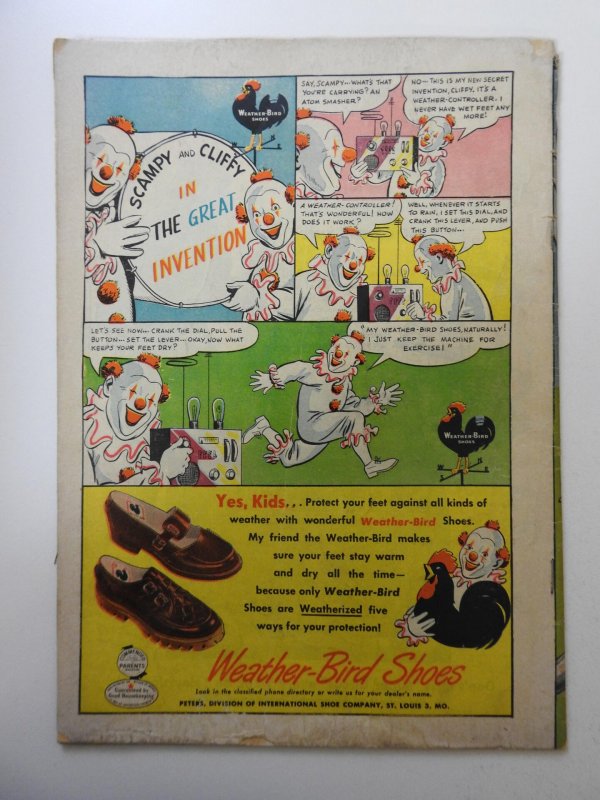 WEATHER-BIRD
SHOES
SCAMPY AND CLIFFY
IN
THE GREAT
INVENTION
SAY, SCAMPY--- WHAT'S THAT
YOU'RE CARRYING? AN
ATOM SMASHER?
NO-- THIS IS MY NEW SECRET
INVENTION, CLIFFY. IT'S A
WEATHER-CONTROLLER. I
NEVER HAVE WET FEET ANY
MORE!
A WEATHER-CONTROLLER!
THAT'S WONDERFUL! HOW
DOES IT WORK?
WELL, WHENEVER IT STARTS
TO RAIN, I SET THIS DIAL, AND
CRANK THIS LEVER, AND PUSH
THIS BUTTON---
LET'S SEE NOW--- CRANK THE DIAL, PULL THE
BUTTON--- SET THE LEVER--- OKAY, NOW WHAT
KEEPS YOUR FEET DRY?
"MY WEATHER-BIRD SHOES, NATURALLY!
I JUST KEEP THE MACHINE FOR
EXERCISE!"
WEATHER-BIRD
SHOES
Yes, Kids... Protect your feet against all kinds of
weather with wonderful Weather-Bird Shoes.
My friend the Weather-Bird makes
sure your feet stay warm
and dry all the time—
because only Weather-Bird
Shoes are Weatherized five
ways for your protection!
COMMENDED
PARENTS
Guaranteed by
Good Housekeeping
Weather-Bird Shoes
Look in the classified phone directory or write us for your dealer's name.
PETERS, DIVISION OF INTERNATIONAL SHOE COMPANY, ST. LOUIS 3, MO.